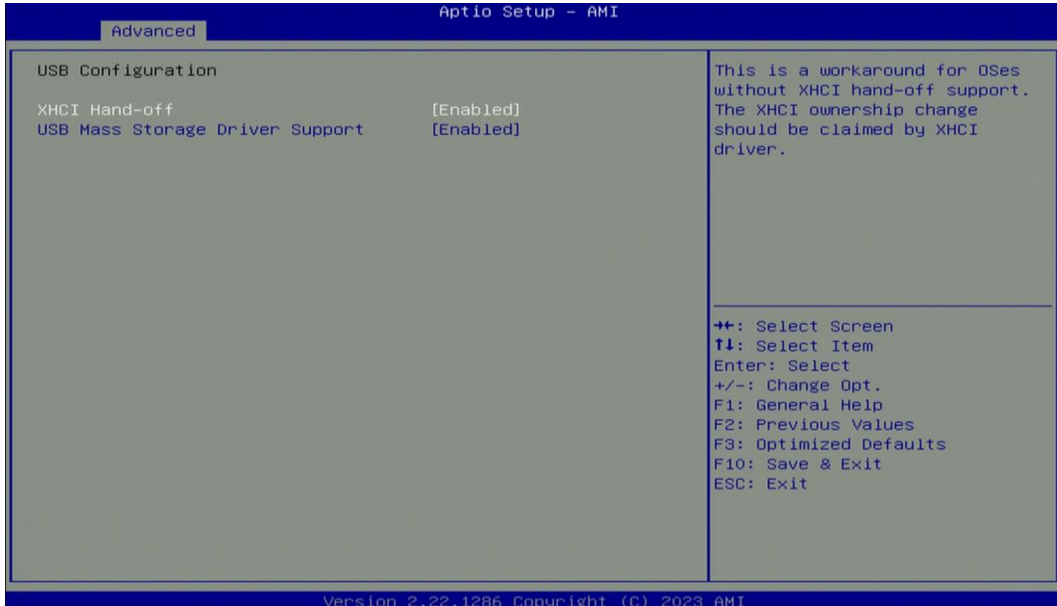 Aptio Setup – AMI
Advanced
USB Configuration
XHCI Hand-off [Enabled]
USB Mass Storage Driver Support [Enabled]
This is a workaround for OSes
without XHCI hand-off support.
The XHCI ownership change
should be claimed by XHCI
driver.
→←: Select Screen
↑↓: Select Item
Enter: Select
+/-: Change Opt.
F1: General Help
F2: Previous Values
F3: Optimized Defaults
F10: Save & Exit
ESC: Exit
Version 2.22.1286 Copyright (C) 2023 AMI